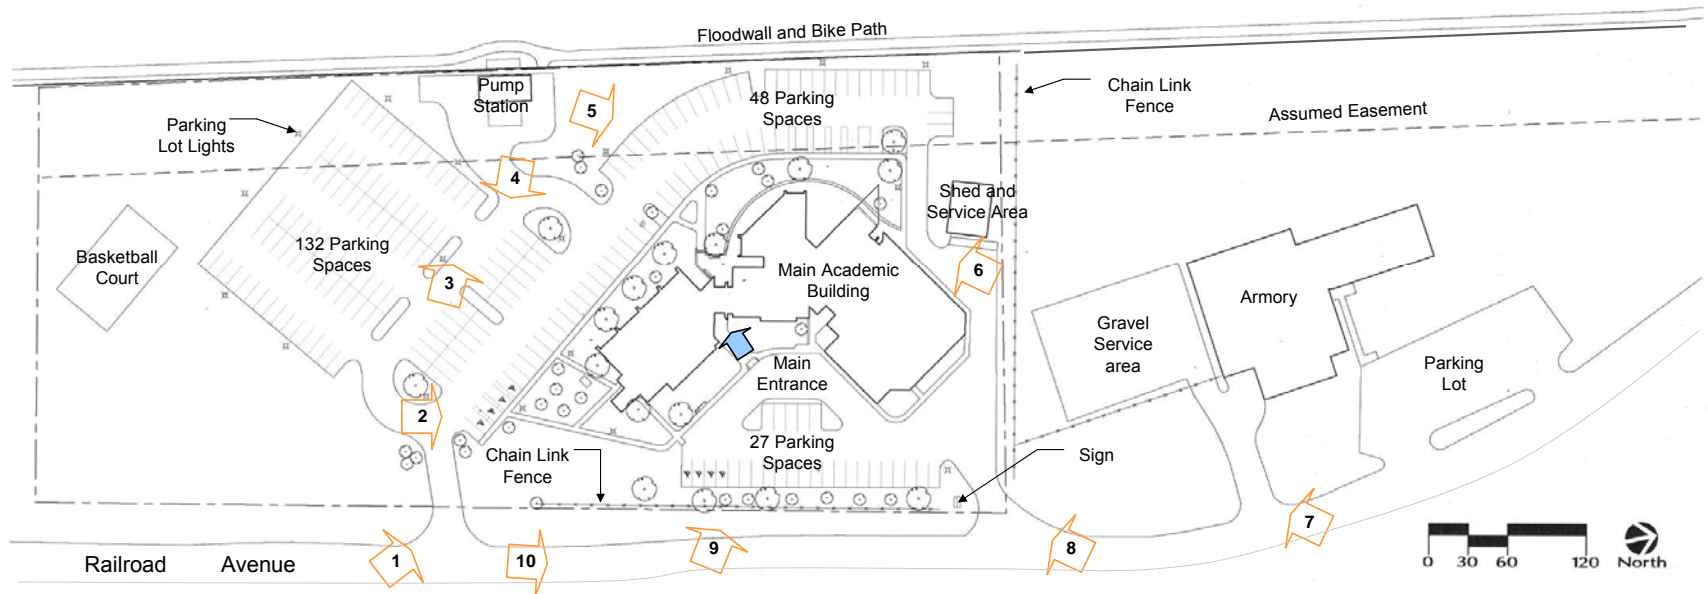 Floodwall and Bike Path
Pump
Station
5
48 Parking
Spaces
Chain Link
Fence
Assumed Easement
Parking
Lot Lights
4
Shed and
Service Area
Basketball
Court
132 Parking
Spaces
3
Main Academic
Building
6
Armory
Gravel
Service
area
Main
Entrance
Parking
Lot
2
27 Parking
Spaces
Chain Link
Fence
Sign
1
10
9
8
7
Railroad Avenue
0 30 60 120
North